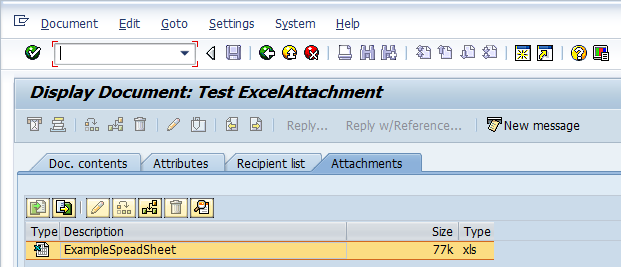 Document Edit Goto Settings System Help
Display Document: Test ExcelAttachment
Reply... Reply w/Reference... New message
Doc. contents Attributes Recipient list Attachments
Type Description Size Type
ExampleSpeadSheet 77k xls